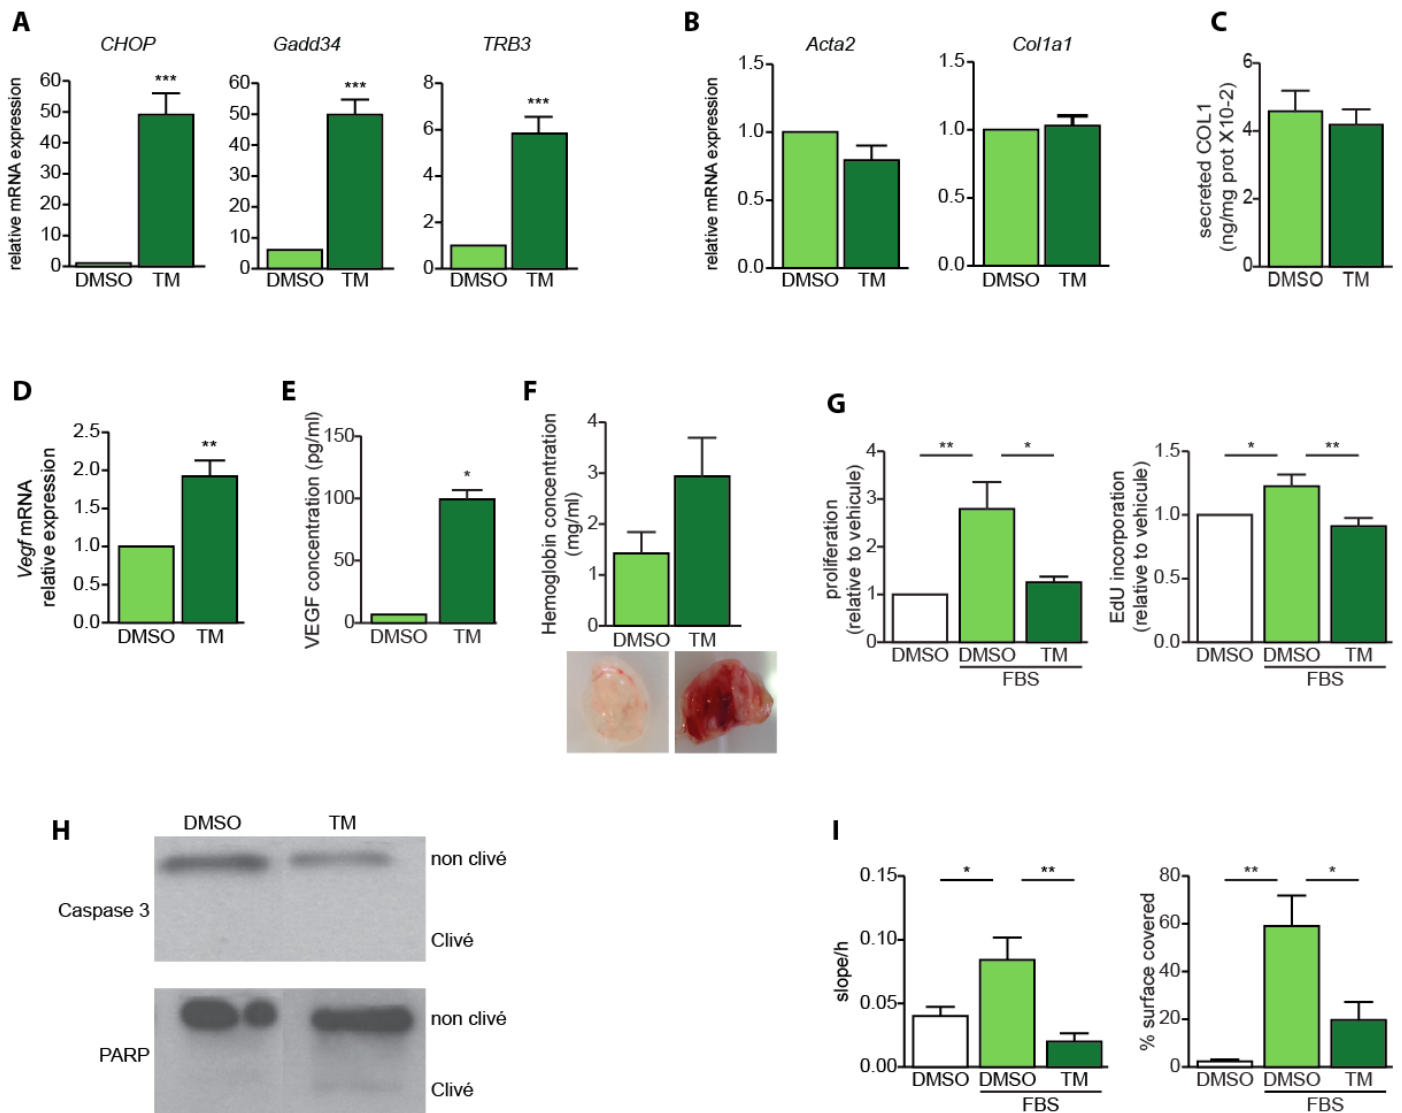 A
CHOP
Gadd34
TRB3
relative mRNA expression
60
50
40
30
20
10
0
***
DMSO TM
60
50
40
30
20
10
0
***
DMSO TM
8
6
4
2
0
***
DMSO TM
B
Acta2
Col1a1
relative mRNA expression
1.5
1.0
0.5
0.0
DMSO TM
1.5
1.0
0.5
0.0
DMSO TM
C
secreted COL1
(ng/mg prot X10-2)
6
4
2
0
DMSO TM
D
Vegf mRNA
relative expression
2.5
2.0
1.5
1.0
0.5
0.0
**
DMSO TM
E
VEGF concentration (pg/ml)
150
100
50
0
*
DMSO TM
F
Hemoglobin concentration
(mg/ml)
4
3
2
1
0
DMSO TM
G
proliferation
(relative to vehicule)
4
3
2
1
0
** *
DMSO DMSO TM
FBS
EdU incorporation
(relative to vehicule)
1.5
1.0
0.5
0.0
* **
DMSO DMSO TM
FBS
H
DMSO TM
Caspase 3
non clivé
Clivé
PARP
non clivé
Clivé
I
slope/h
0.15
0.10
0.05
0.00
* **
DMSO DMSO TM
FBS
% surface covered
80
60
40
20
0
** *
DMSO DMSO TM
FBS